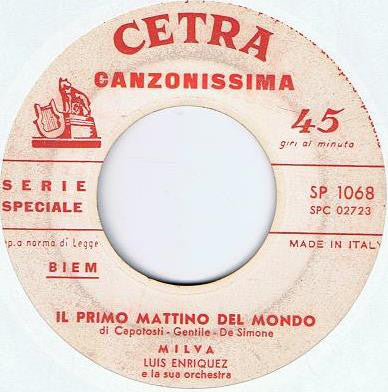 CETRA
CANZONISSIMA
45
giri al minuto
SERIE
SPECIALE
SP 1068
SPC 02723
p.a norma di Legge
MADE IN ITALY
BIEM
IL PRIMO MATTINO DEL MONDO
di Capotosti - Gentile - De Simone
MILVA
LUIS ENRIQUEZ
e la sua orchestra